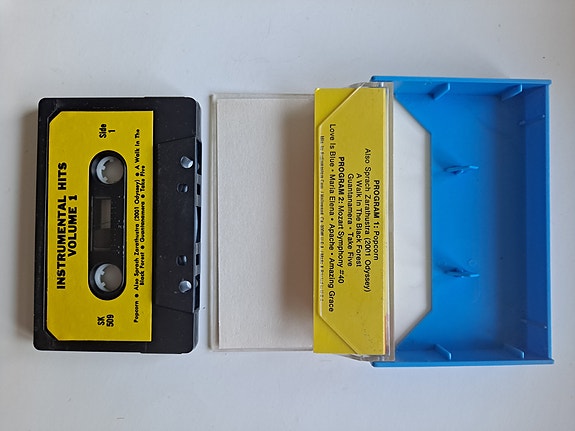 INSTRUMENTAL HITS
VOLUME 1
SK
509
Side
1
Popcorn ● Also Sprach Zarathustra (2001 Odyssey) ● A Walk In The
Black Forest ● Guantanamera ● Take Five
PROGRAM 1: Popcorn
Also Sprach Zarathustra (2001 Odyssey)
A Walk In The Black Forest
Guantanamera • Take Five
PROGRAM 2: Mozart Symphony #40
Love Is Blue • Maria Elena • Apache • Amazing Grace